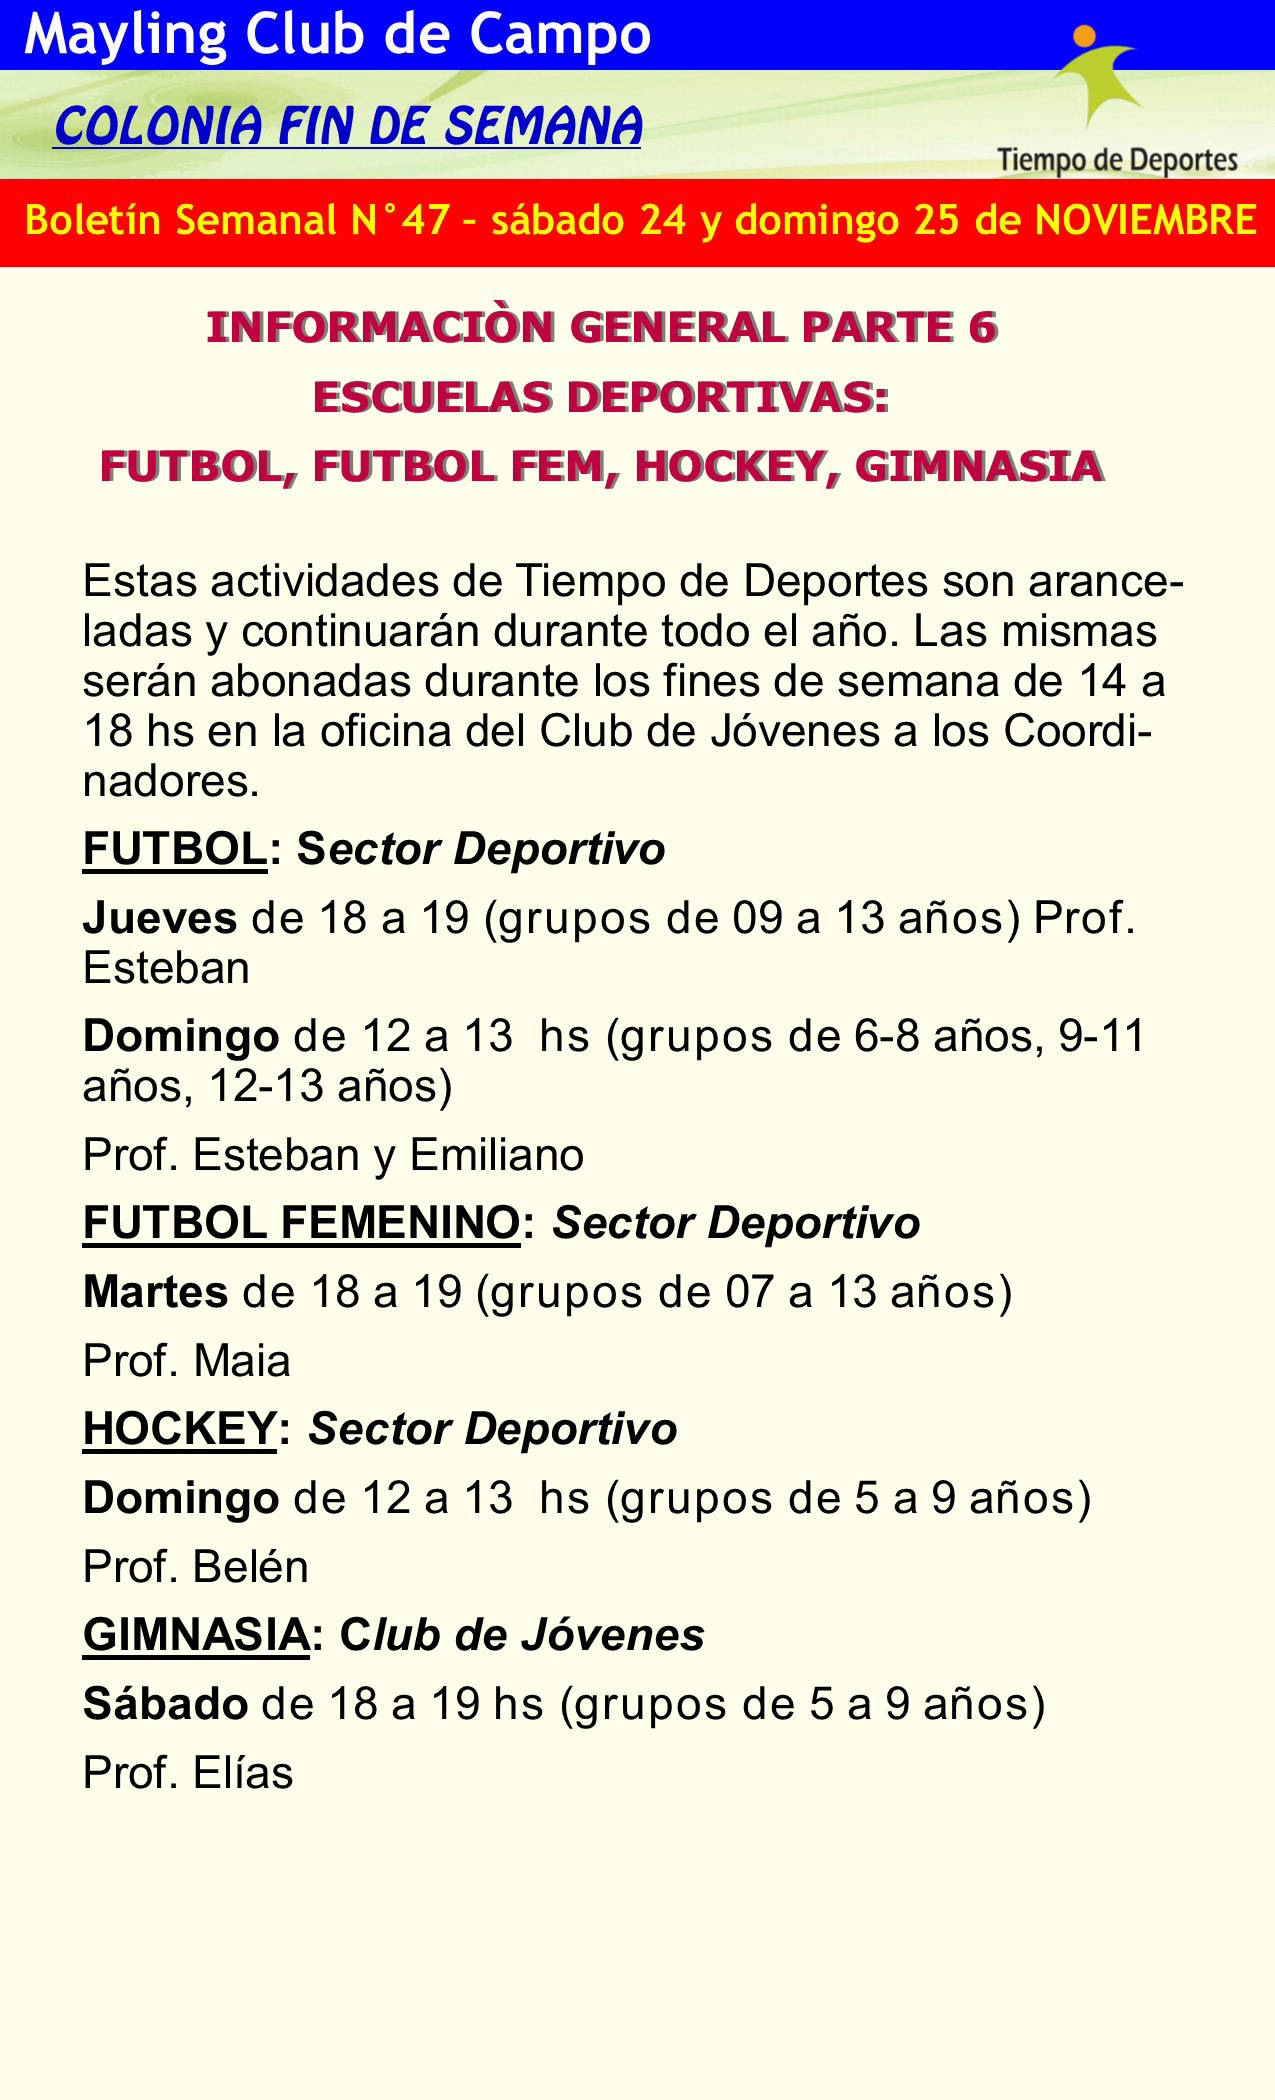 Mayling Club de Campo
COLONIA FIN DE SEMANA
Tiempo de Deportes
Boletín Semanal N°47 – sábado 24 y domingo 25 de NOVIEMBRE
INFORMACIÒN GENERAL PARTE 6
ESCUELAS DEPORTIVAS:
FUTBOL, FUTBOL FEM, HOCKEY, GIMNASIA
Estas actividades de Tiempo de Deportes son arance-
ladas y continuarán durante todo el año. Las mismas
serán abonadas durante los fines de semana de 14 a
18 hs en la oficina del Club de Jóvenes a los Coordi-
nadores.
FUTBOL: Sector Deportivo
Jueves de 18 a 19 (grupos de 09 a 13 años) Prof.
Esteban
Domingo de 12 a 13  hs (grupos de 6-8 años, 9-11
años, 12-13 años)
Prof. Esteban y Emiliano
FUTBOL FEMENINO: Sector Deportivo
Martes de 18 a 19 (grupos de 07 a 13 años)
Prof. Maia
HOCKEY: Sector Deportivo
Domingo de 12 a 13  hs (grupos de 5 a 9 años)
Prof. Belén
GIMNASIA: Club de Jóvenes
Sábado de 18 a 19 hs (grupos de 5 a 9 años)
Prof. Elías